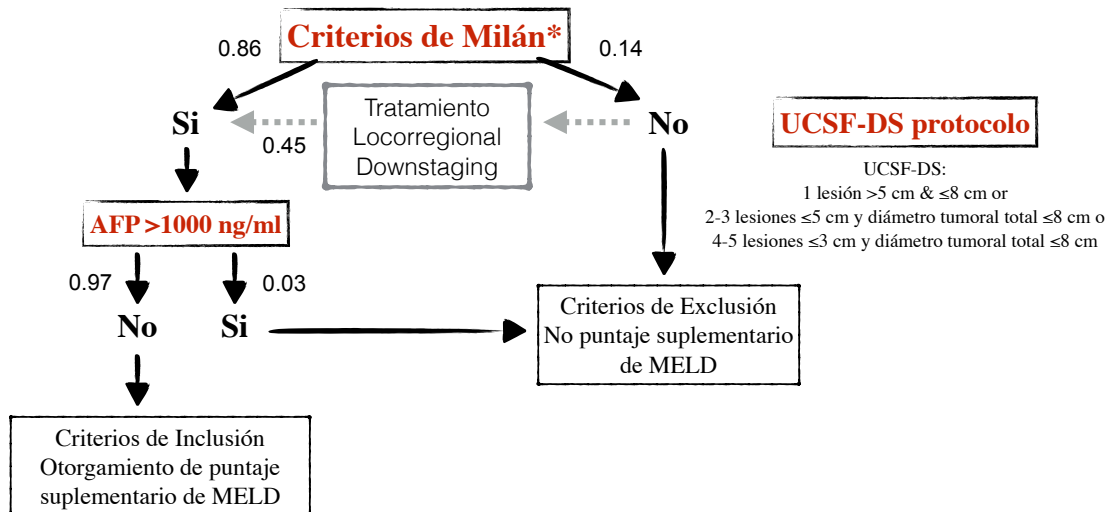 Criterios de Milán*
0.86
0.14
Tratamiento
Locorregional
Downstaging
Si
0.45
No
UCSF-DS protocolo
UCSF-DS:
1 lesión >5 cm & ≤8 cm or
2-3 lesiones ≤5 cm y diámetro tumoral total ≤8 cm o
4-5 lesiones ≤3 cm y diámetro tumoral total ≤8 cm
AFP >1000 ng/ml
0.97
0.03
No
Si
Criterios de Exclusión
No puntaje suplementario
de MELD
Criterios de Inclusión
Otorgamiento de puntaje
suplementario de MELD